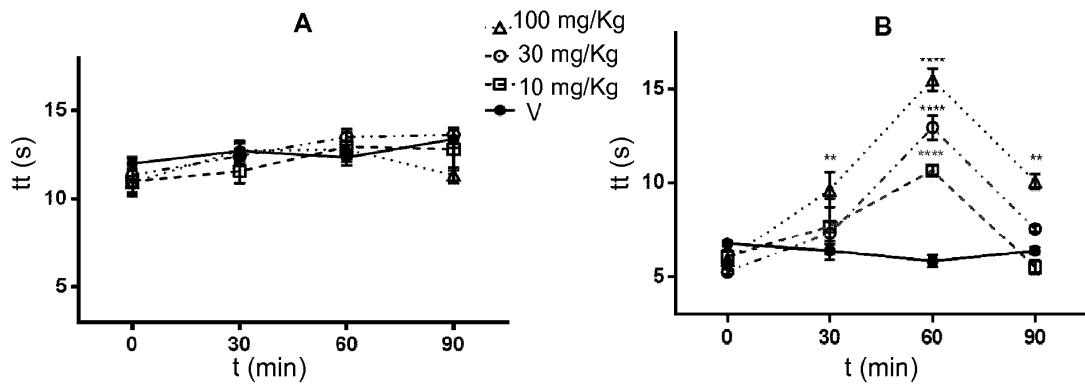 A
100 mg/Kg
30 mg/Kg
10 mg/Kg
V
tt (s)
15
10
5
0 30 60 90
t (min)
B
tt (s)
15
10
5
****
****
****
**
**
0 30 60 90
t (min)